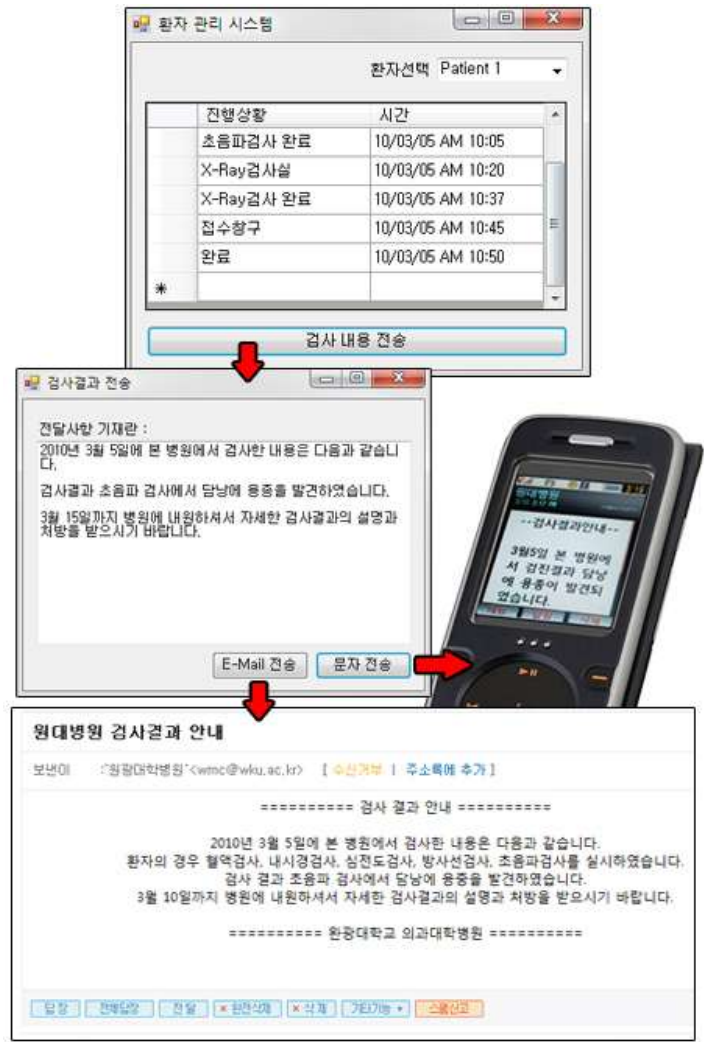 환자 관리 시스템
환자선택 Patient 1
진행상황 시간
초음파검사 완료 10/03/05 AM 10:05
X-Ray검사실 10/03/05 AM 10:20
X-Ray검사 완료 10/03/05 AM 10:37
접수창구 10/03/05 AM 10:45
완료 10/03/05 AM 10:50
*
검사 내용 전송
검사결과 전송
전달사항 기재란 :
2010년 3월 5일에 본 병원에서 검사한 내용은 다음과 같습니
다.
검사결과 초음파 검사에서 담낭에 용종을 발견하였습니다.
3월 15일까지 병원에 내원하셔서 자세한 검사결과의 설명과
처방을 받으시기 바랍니다.
E-Mail 전송 문자 전송
원대병원
--검사결과안내--
3월5일 본 병원에
서 검진결과 담낭
에 용종이 발견되
었습니다.
원대병원 검사결과 안내
보낸이 :"원광대학병원"<wmc@wku.ac.kr> [ 수신거부 | 주소록에 추가 ]
========== 검사 결과 안내 ==========
2010년 3월 5일에 본 병원에서 검사한 내용은 다음과 같습니다.
환자의 경우 혈액검사, 내시경검사, 심전도검사, 방사선검사, 초음파검사를 실시하였습니다.
검사 결과 초음파 검사에서 담낭에 용종을 발견하였습니다.
3월 10일까지 병원에 내원하셔서 자세한 검사결과의 설명과 처방을 받으시기 바랍니다.
========== 완광대학교 의과대학병원 ==========
답장 전체답장 전달 × 완전삭제 × 삭제 기타기능 스팸신고